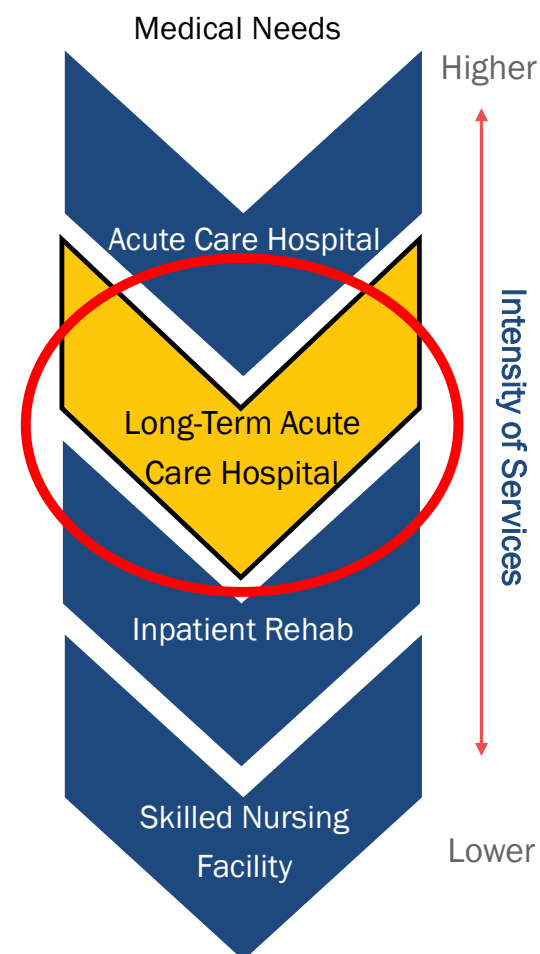 Medical Needs
Higher
Acute Care Hospital
Long-Term Acute
Care Hospital
Intensity of Services
Inpatient Rehab
Skilled Nursing
Facility
Lower